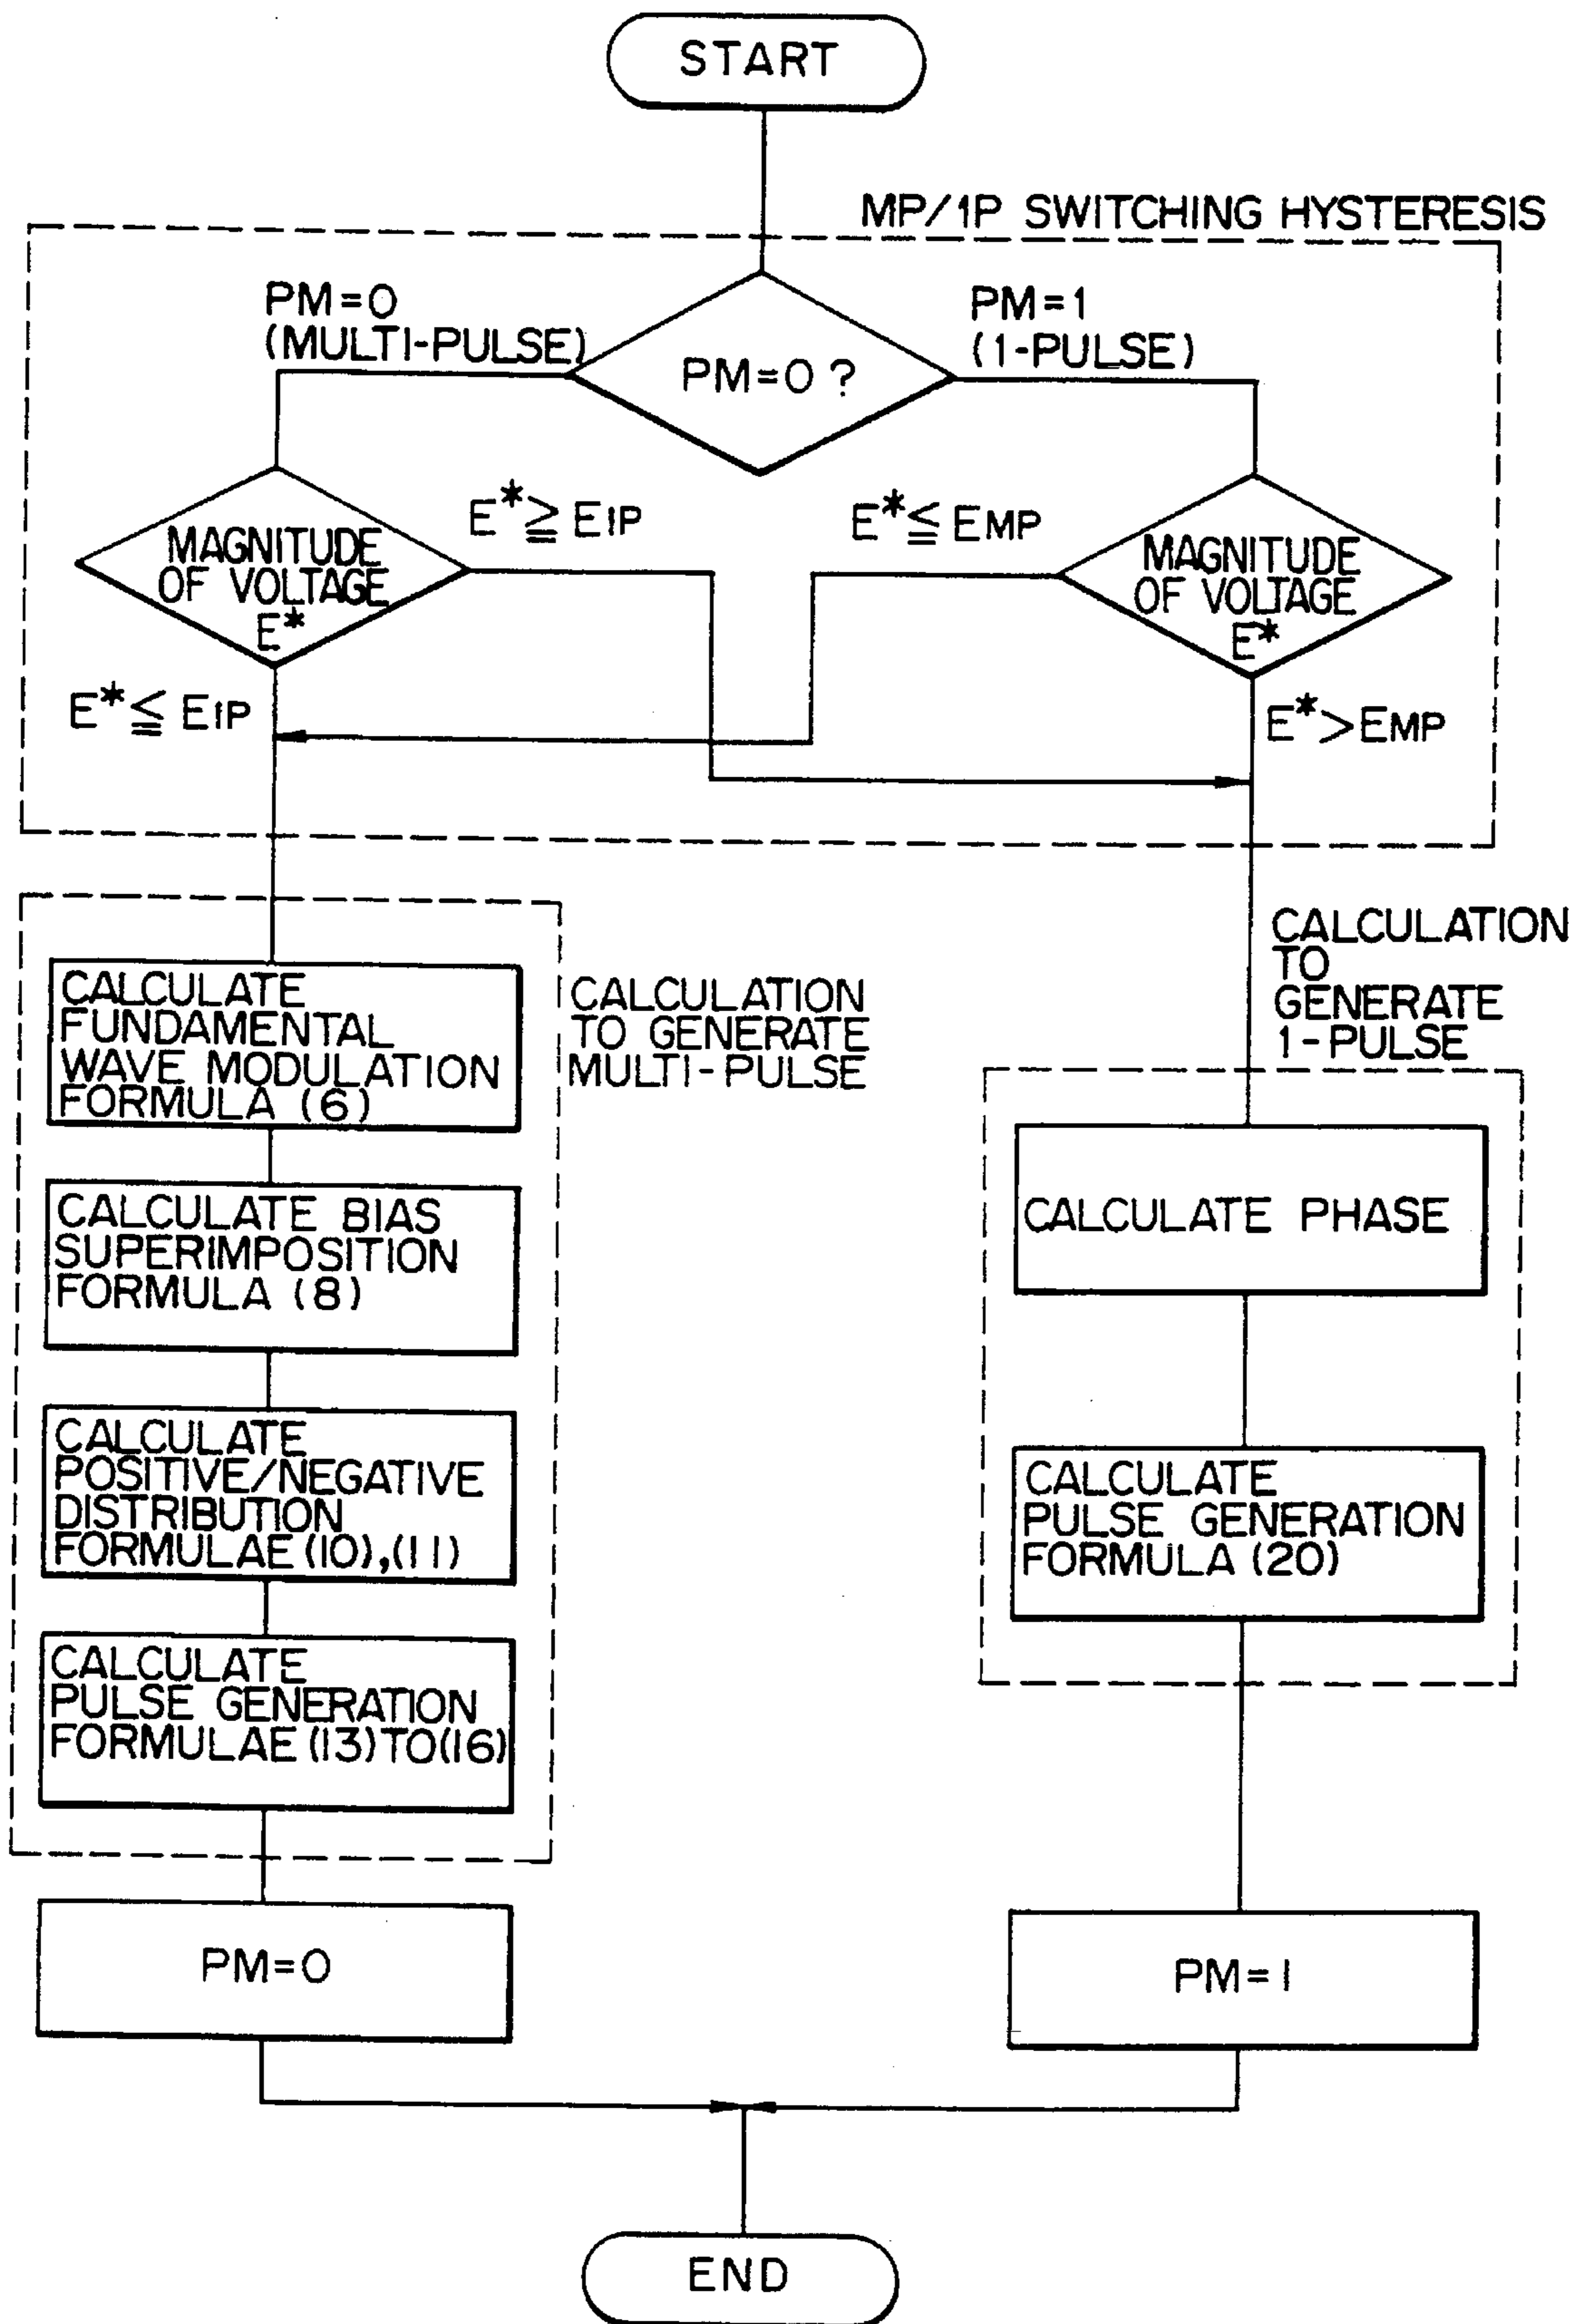 START
MP/1P SWITCHING HYSTERESIS
PM=0
(MULTI-PULSE)
PM=1
(1-PULSE)
PM=0 ?
E*≧E1P
E*≦EMP
MAGNITUDE
OF VOLTAGE
E*
MAGNITUDE
OF VOLTAGE
E*
E*≦E1P
E*>EMP
CALCULATE
FUNDAMENTAL
WAVE MODULATION
FORMULA (6)
CALCULATION
TO GENERATE
MULTI-PULSE
CALCULATION
TO
GENERATE
1-PULSE
CALCULATE BIAS
SUPERIMPOSITION
FORMULA (8)
CALCULATE PHASE
CALCULATE
POSITIVE/NEGATIVE
DISTRIBUTION
FORMULAE(10),(11)
CALCULATE
PULSE GENERATION
FORMULA (20)
CALCULATE
PULSE GENERATION
FORMULAE(13)TO(16)
PM=0
PM=1
END